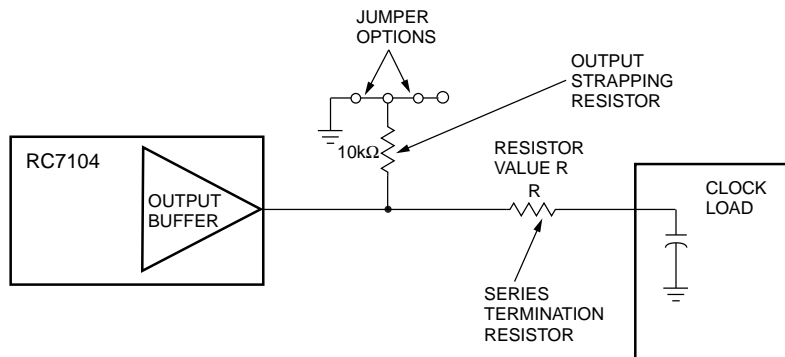 JUMPER
OPTIONS
OUTPUT
STRAPPING
RESISTOR
10kΩ
RC7104
OUTPUT
BUFFER
RESISTOR
VALUE R
R
CLOCK
LOAD
SERIES
TERMINATION
RESISTOR